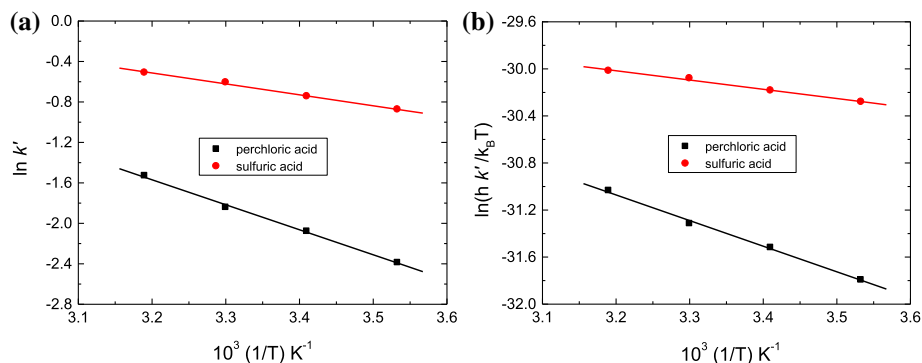 (a)
0.0
-0.4
-0.8
-1.2
-1.6
-2.0
-2.4
-2.8
ln k′
perchloric acid
sulfuric acid
3.1 3.2 3.3 3.4 3.5 3.6
10³ (1/T) K⁻¹
(b)
-29.6
-30.0
-30.4
-30.8
-31.2
-31.6
-32.0
ln(h k′/k_BT)
perchloric acid
sulfuric acid
3.1 3.2 3.3 3.4 3.5 3.6
10³ (1/T) K⁻¹